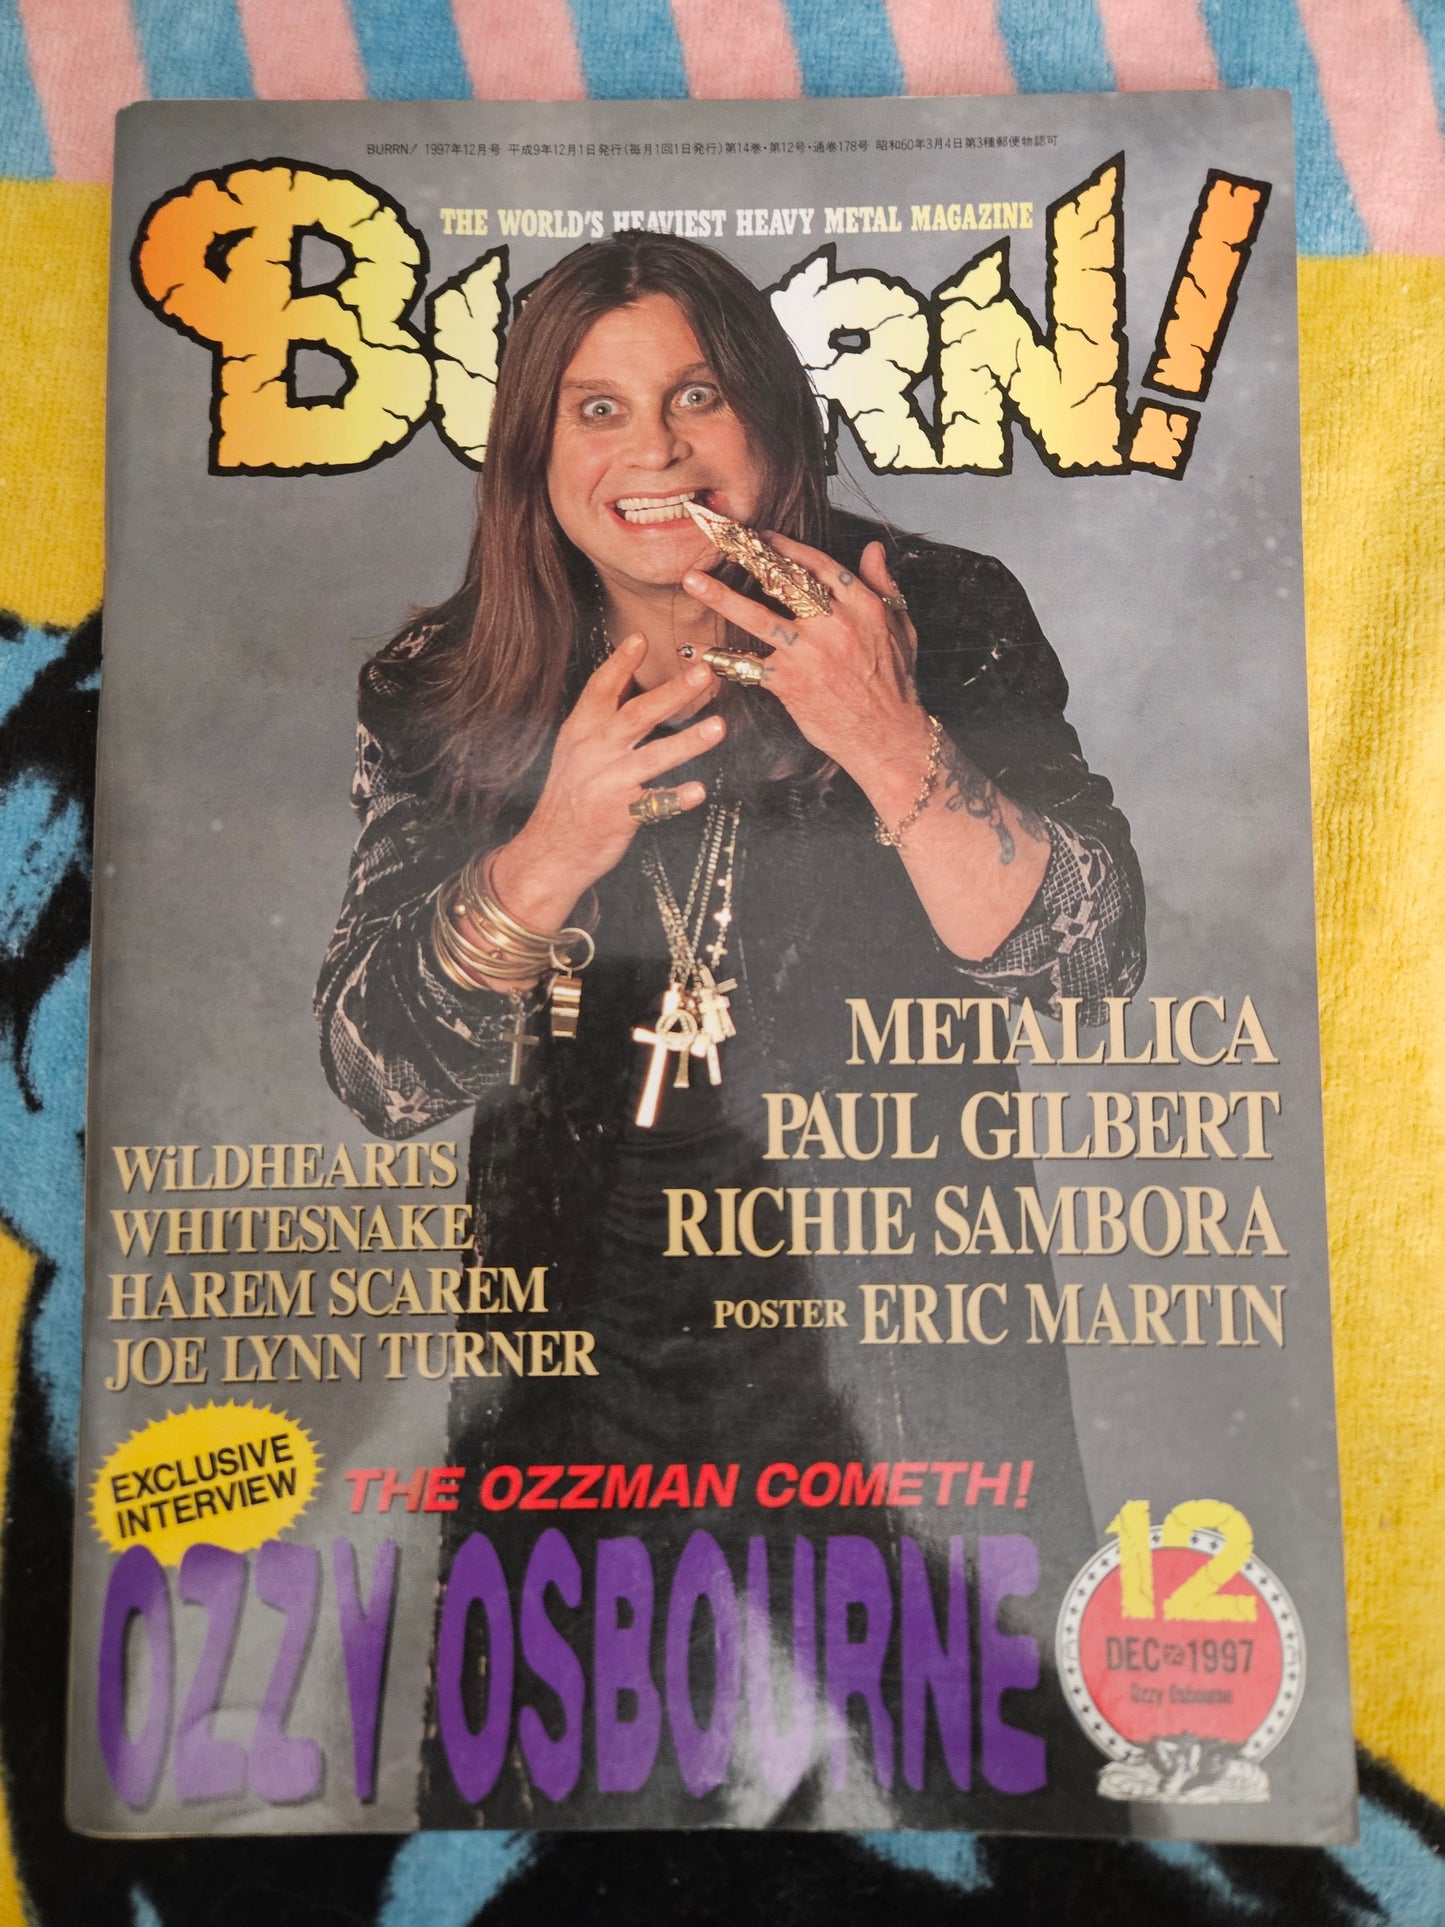 BURRN! 1997年12月号 平成9年12月1日発行(毎月1回1日発行)第14巻・第12号・通巻178号 昭和60年3月4日第3種郵便物認可
THE WORLD'S HEAVIEST HEAVY METAL MAGAZINE
BURRN!
METALLICA
PAUL GILBERT
RICHIE SAMBORA
POSTER ERIC MARTIN
WiLDHEARTS
WHITESNAKE
HAREM SCAREM
JOE LYNN TURNER
EXCLUSIVE
INTERVIEW
THE OZZMAN COMETH!
OZZY OSBOURNE
12
DEC 1997
Ozzy Osbourne